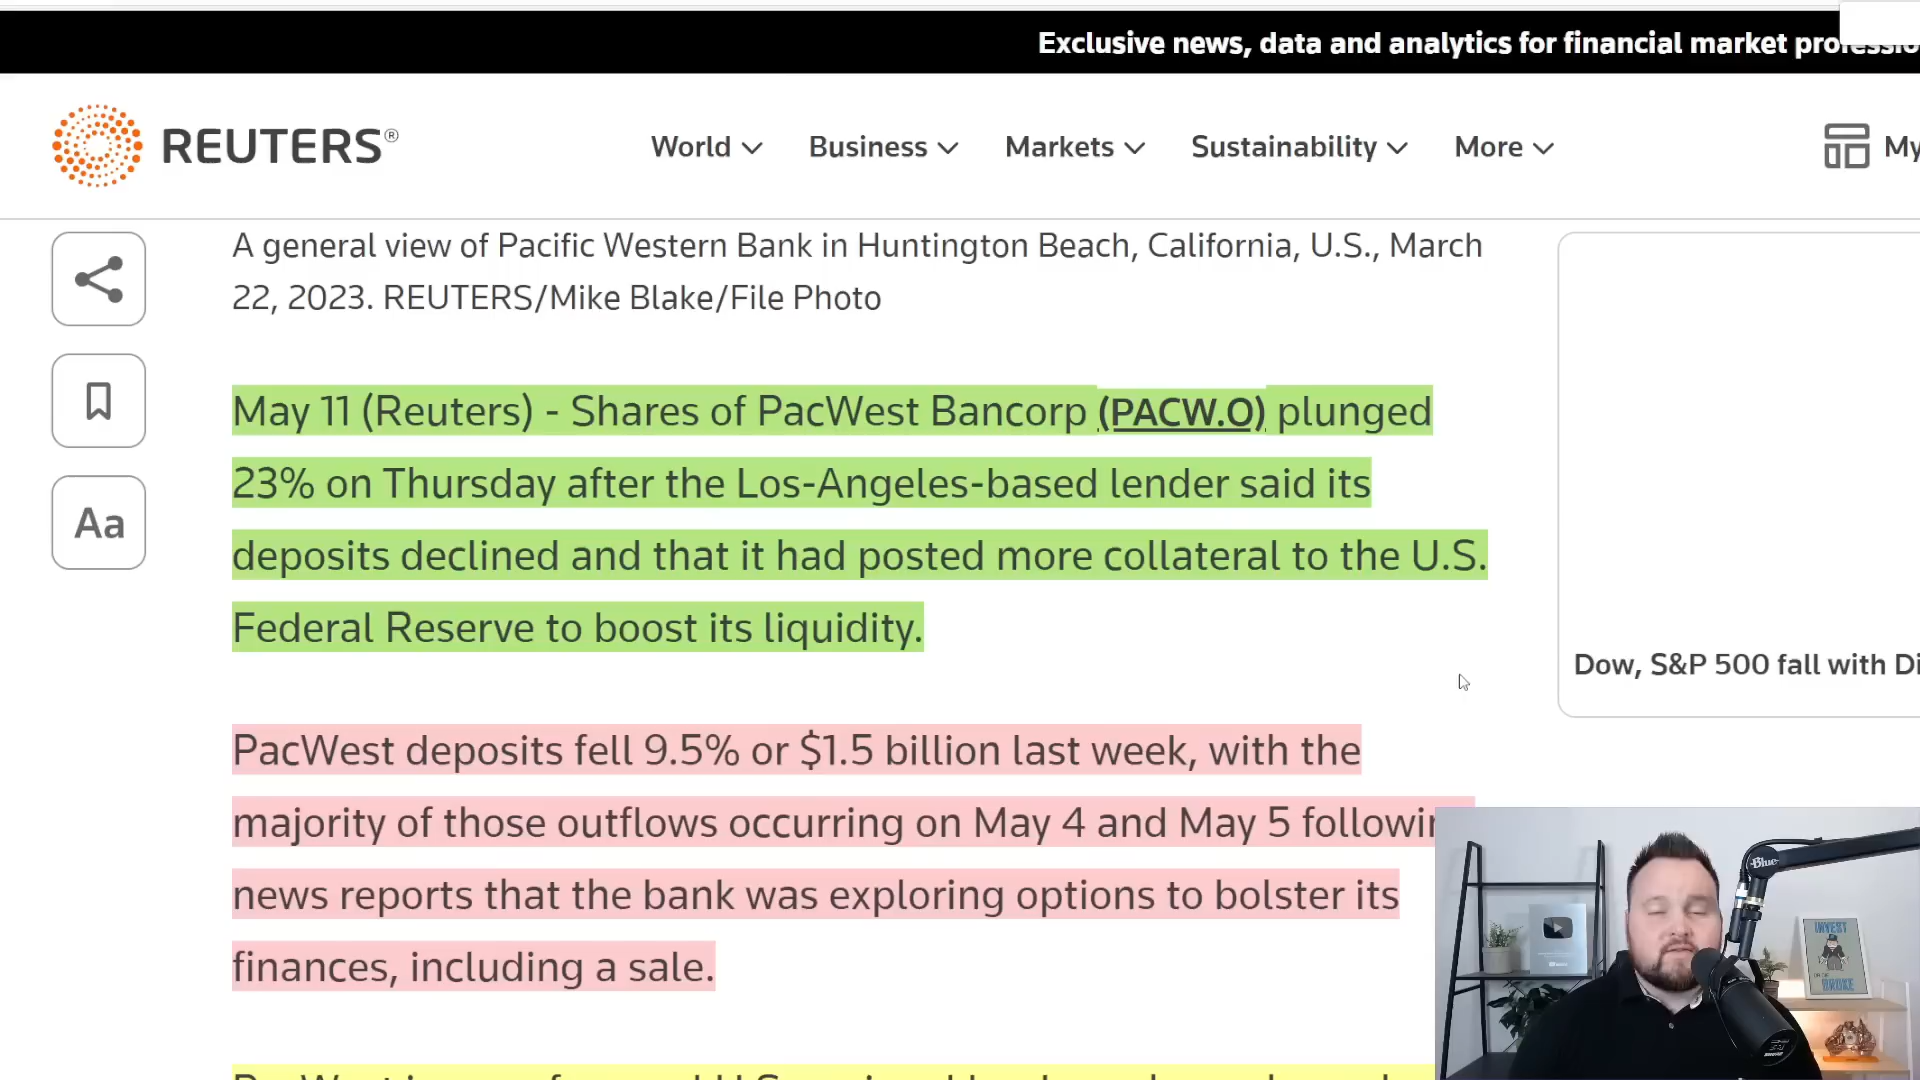 Exclusive news, data and analytics for financial market
REUTERS®
World
Business
Markets
Sustainability
More
My
A general view of Pacific Western Bank in Huntington Beach, California, U.S., March
22, 2023. REUTERS/Mike Blake/File Photo
Aa
May 11 (Reuters) - Shares of PacWest Bancorp (PACW.O) plunged
23% on Thursday after the Los-Angeles-based lender said its
deposits declined and that it had posted more collateral to the U.S.
Federal Reserve to boost its liquidity.
Dow, S&P 500 fall with
PacWest deposits fell 9.5% or $1.5 billion last week, with the
majority of those outflows occurring on May 4 and May 5
news reports that the bank was exploring options to bolster its
finances, including a sale.
Blue
INVEST
BROKE